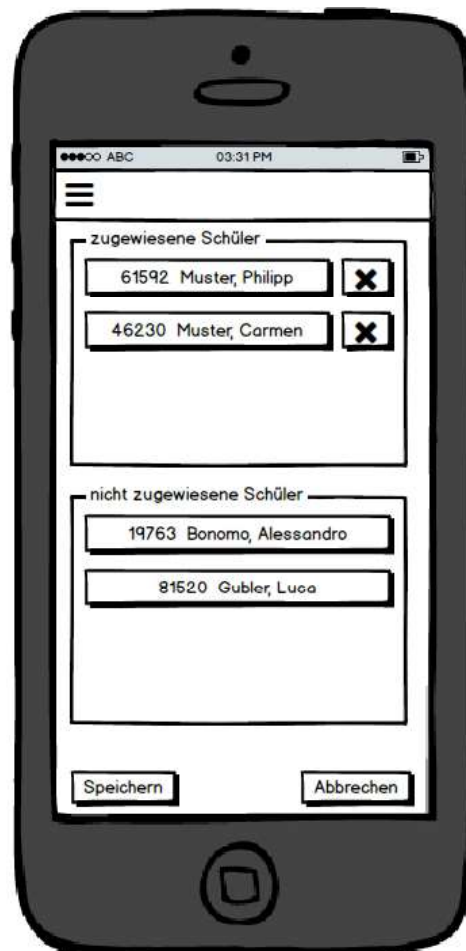 ABC 03:31 PM
zugewiesene Schüler
61592 Muster, Philipp
46230 Muster, Carmen
nicht zugewiesene Schüler
19763 Bonomo, Alessandro
81520 Gubler, Luca
Speichern Abbrechen